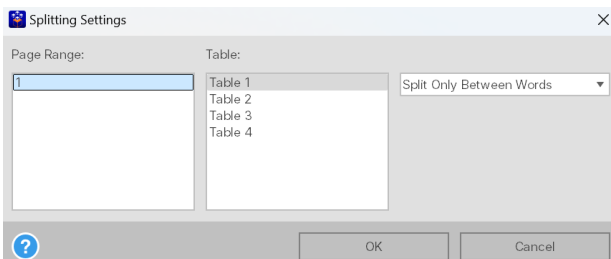 Splitting Settings
Page Range:
Table:
1
Table 1
Table 2
Table 3
Table 4
Split Only Between Words
?
OK
Cancel